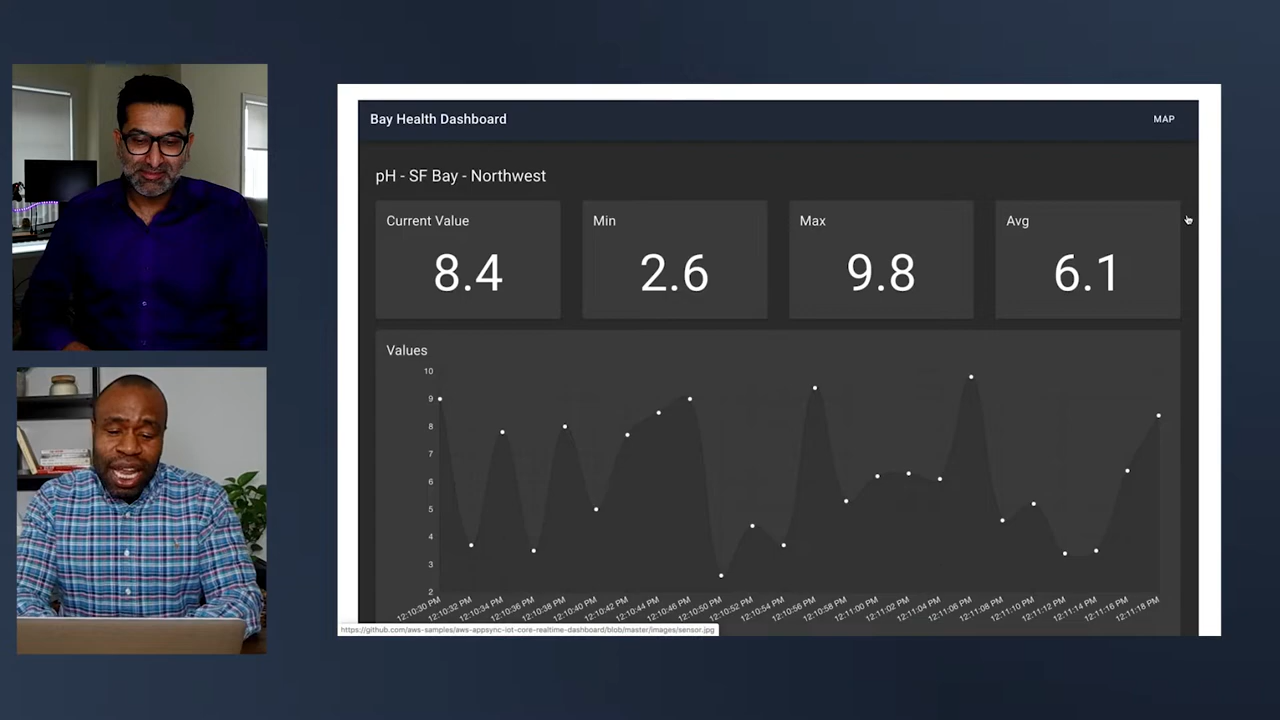 Bay Health Dashboard
MAP
pH - SF Bay - Northwest
Current Value
Min
Max
Avg
8.4
2.6
9.8
6.1
Values
10
9
8
7
6
5
4
3
2
12:10:30 PM
12:10:32 PM
12:10:34 PM
12:10:36 PM
12:10:38 PM
12:10:40 PM
12:10:42 PM
12:10:44 PM
12:10:46 PM
12:10:50 PM
12:10:52 PM
12:10:54 PM
12:10:56 PM
12:10:58 PM
12:11:00 PM
12:11:02 PM
12:11:04 PM
12:11:06 PM
12:11:08 PM
12:11:10 PM
12:11:12 PM
12:11:14 PM
12:11:16 PM
12:11:18 PM
https://github.com/aws-samples/aws-appsync-iot-core-realtime-dashboard/blob/master/images/sensor.jpg